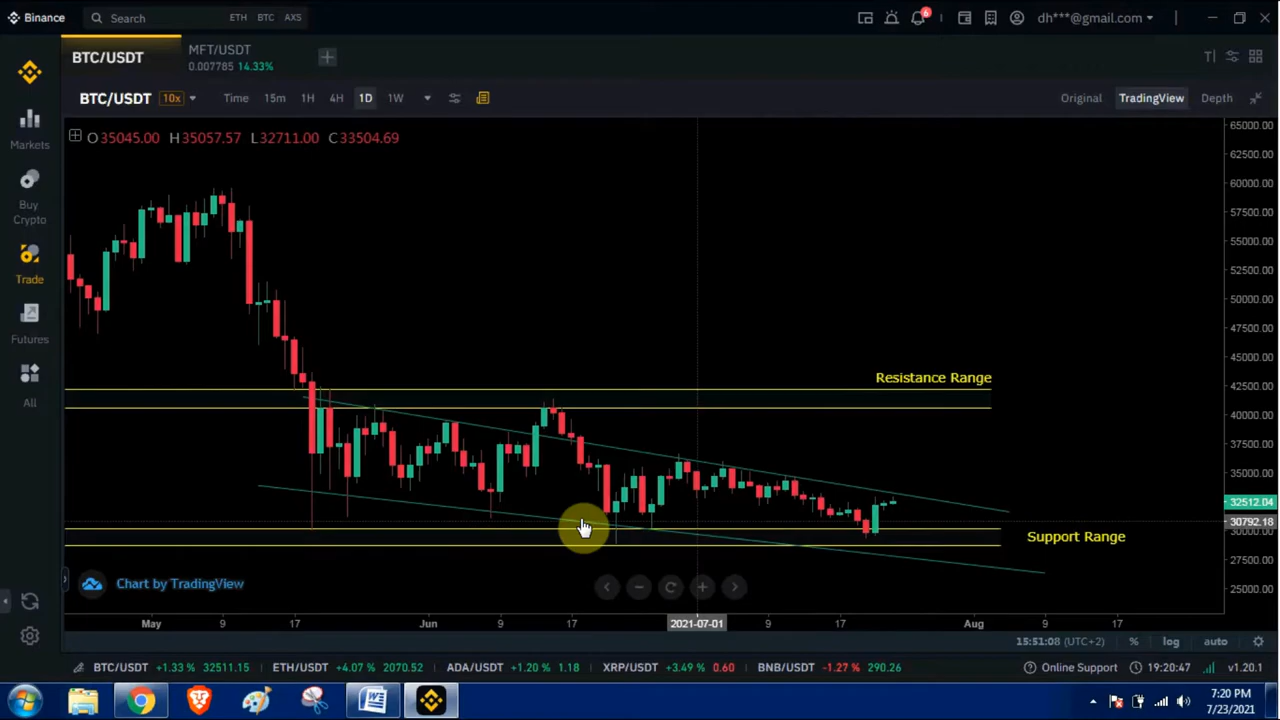 Binance Search ETH BTC AXS 6 dh***@gmail.com
BTC/USDT MFT/USDT
0.007785 14.33%
BTC/USDT 10x Time 15m 1H 4H 1D 1W Original TradingView Depth
O35045.00 H35057.57 L32711.00 C33504.69
Markets
Buy
Crypto
Trade
Futures
All
65000.00
62500.00
60000.00
57500.00
55000.00
52500.00
50000.00
47500.00
45000.00
42500.00
40000.00
37500.00
35000.00
32512.04
30792.18
30000.00
27500.00
25000.00
Resistance Range
Support Range
Chart by TradingView
May 9 17 Jun 9 17 2021-07-01 9 17 Aug 9 17
15:51:08 (UTC+2) % log auto
BTC/USDT +1.33 % 32511.15 ETH/USDT +4.07 % 2070.52 ADA/USDT +1.20 % 1.18 XRP/USDT +3.49 % 0.60 BNB/USDT -1.27 % 290.26 Online Support 19:20:47 v1.20.1
7:20 PM
7/23/2021